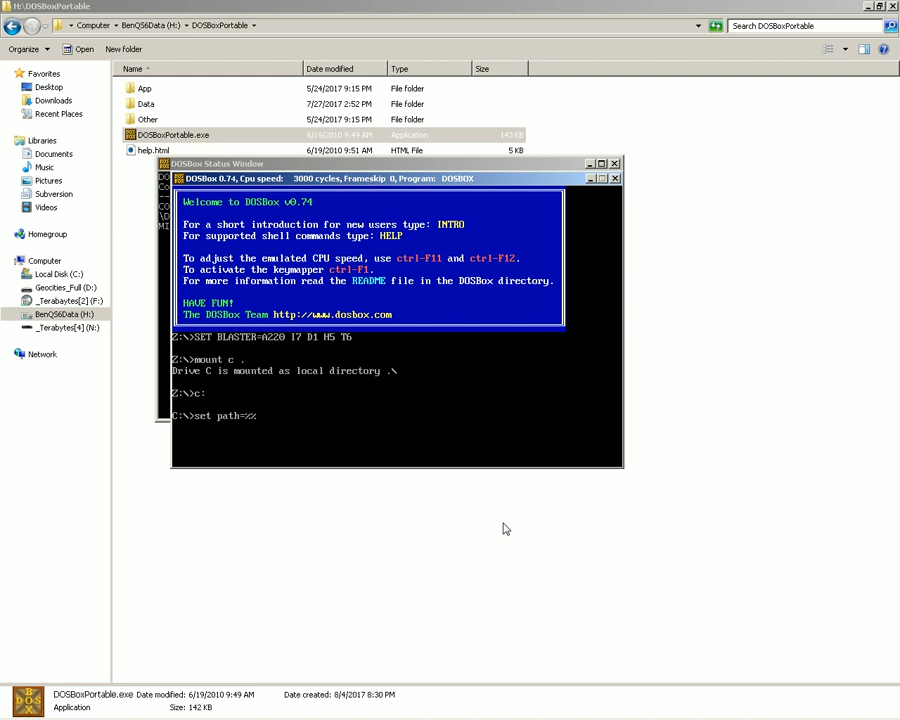 H:\DOSBoxPortable
Computer ▸ BenQS6Data (H:) ▸ DOSBoxPortable ▸
Search DOSBoxPortable
Organize Open New folder
Favorites
Desktop
Downloads
Recent Places
Libraries
Documents
Music
Pictures
Subversion
Videos
Homegroup
Computer
Local Disk (C:)
Geocities_Full (D:)
_Terabaytes[2] (F:)
BenQS6Data (H:)
_Terabytes[4] (N:)
Network
Name Date modified Type Size
App 5/24/2017 9:15 PM File folder
Data 7/27/2017 2:52 PM File folder
Other 5/24/2017 9:15 PM File folder
DOSBoxPortable.exe 6/19/2010 9:49 AM Application 143 KB
help.html 6/19/2010 9:51 AM HTML File 5 KB
DOSBox Status Window
DO
Co
--
CO
\D
MI
DOSBox 0.74, Cpu speed: 3000 cycles, Frameskip 0, Program: DOSBOX
Welcome to DOSBox v0.74
For a short introduction for new users type: INTRO
For supported shell commands type: HELP
To adjust the emulated CPU speed, use ctrl-F11 and ctrl-F12.
To activate the keymapper ctrl-F1.
For more information read the README file in the DOSBox directory.
HAVE FUN!
The DOSBox Team http://www.dosbox.com
Z:\>SET BLASTER=A220 I7 D1 H5 T6
Z:\>mount c .
Drive C is mounted as local directory .\
Z:\>c:
C:\>set path=%%
DOSBoxPortable.exe Date modified: 6/19/2010 9:49 AM Date created: 8/4/2017 8:30 PM
Application Size: 142 KB